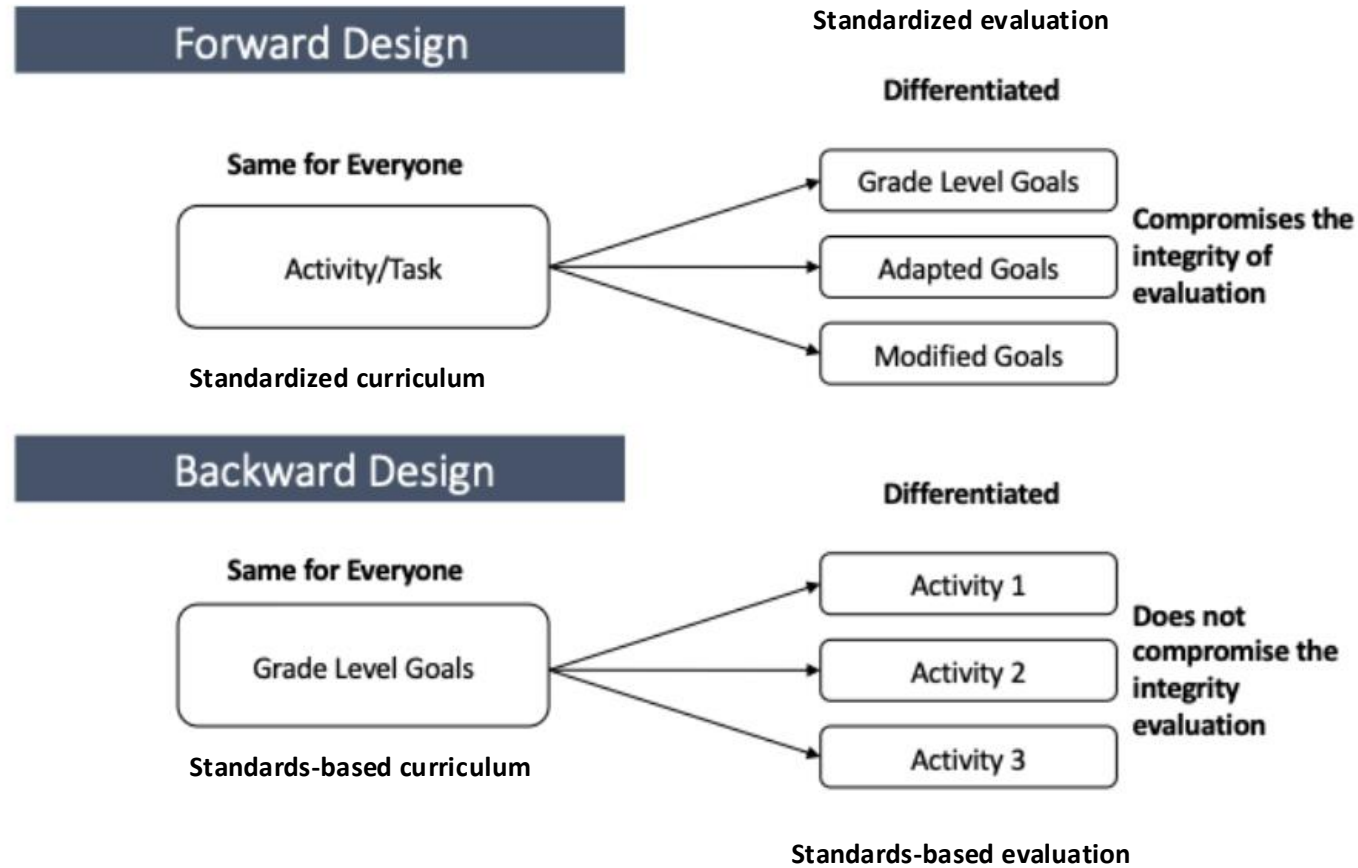 Standardized evaluation
Forward Design
Differentiated
Same for Everyone
Grade Level Goals
Activity/Task
Adapted Goals
Compromises the
integrity of
evaluation
Modified Goals
Standardized curriculum
Backward Design
Differentiated
Same for Everyone
Activity 1
Grade Level Goals
Activity 2
Does not
compromise the
integrity
evaluation
Activity 3
Standards-based curriculum
Standards-based evaluation